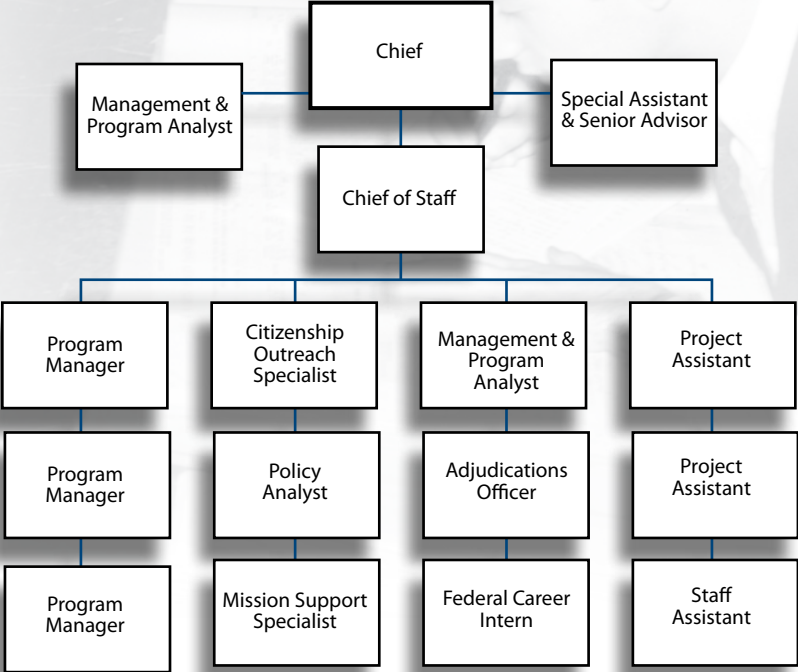 Chief
Management &
Program Analyst
Special Assistant
& Senior Advisor
Chief of Staff
Program
Manager
Citizenship
Outreach
Specialist
Management &
Program
Analyst
Project
Assistant
Program
Manager
Policy
Analyst
Adjudications
Officer
Project
Assistant
Program
Manager
Mission Support
Specialist
Federal Career
Intern
Staff
Assistant